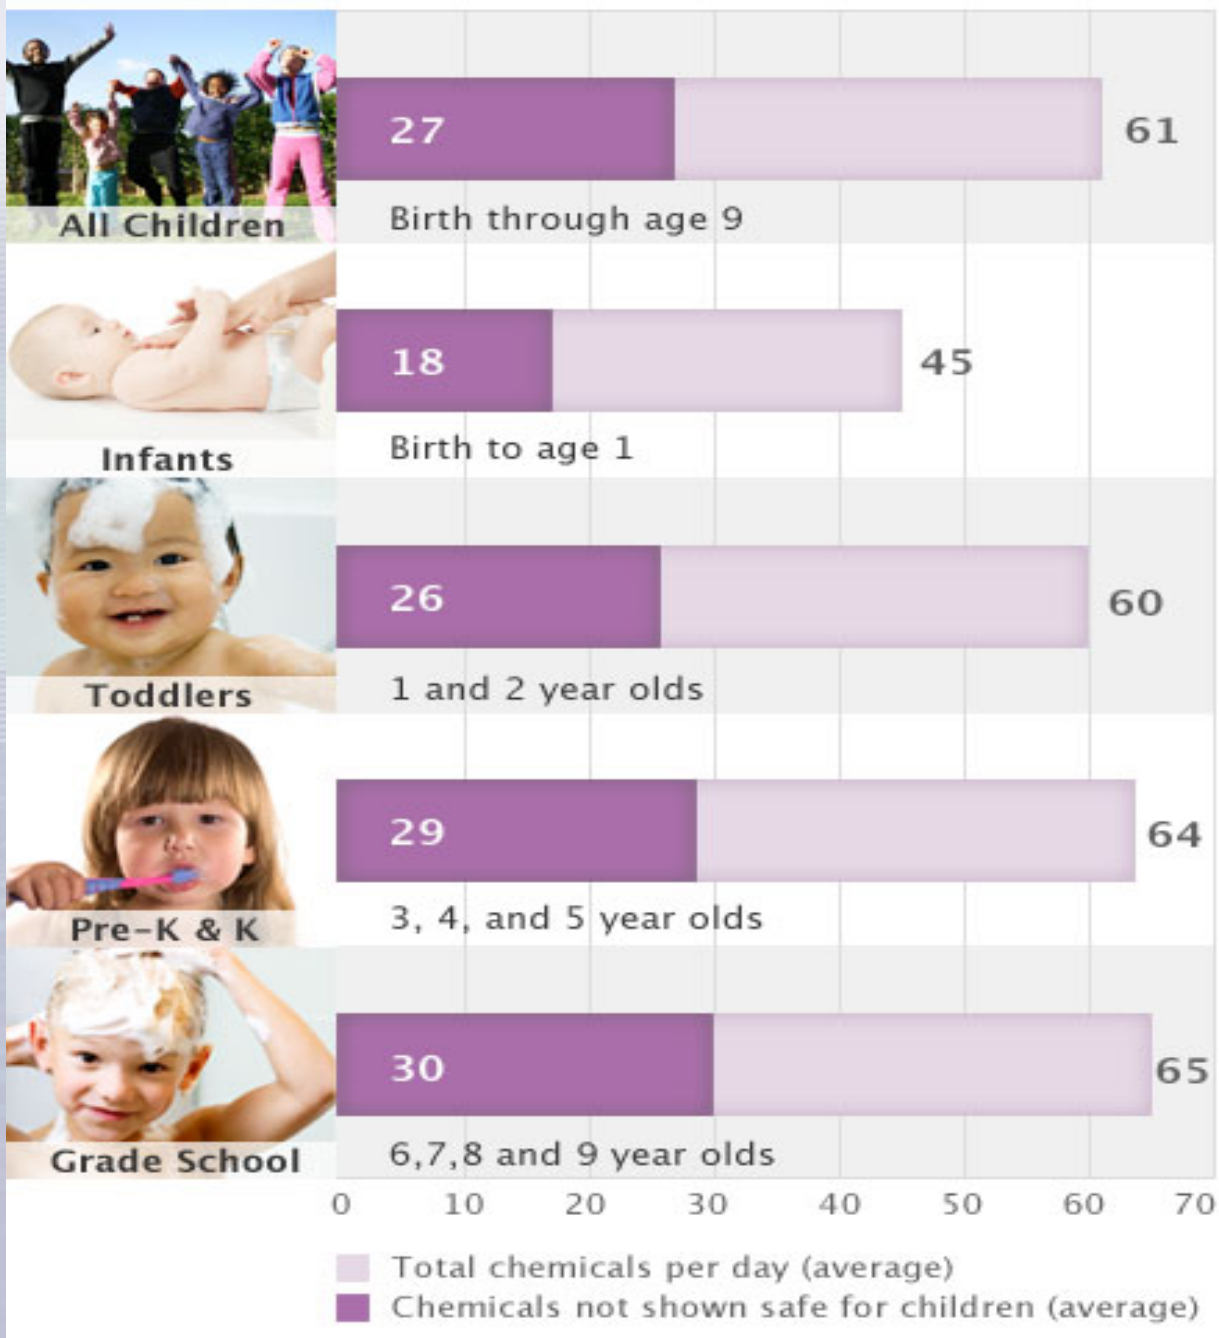 27
61
All Children
Birth through age 9
18
45
Infants
Birth to age 1
26
60
Toddlers
1 and 2 year olds
29
64
Pre-K & K
3, 4, and 5 year olds
30
65
Grade School
6,7,8 and 9 year olds
0 10 20 30 40 50 60 70
Total chemicals per day (average)
Chemicals not shown safe for children (average)